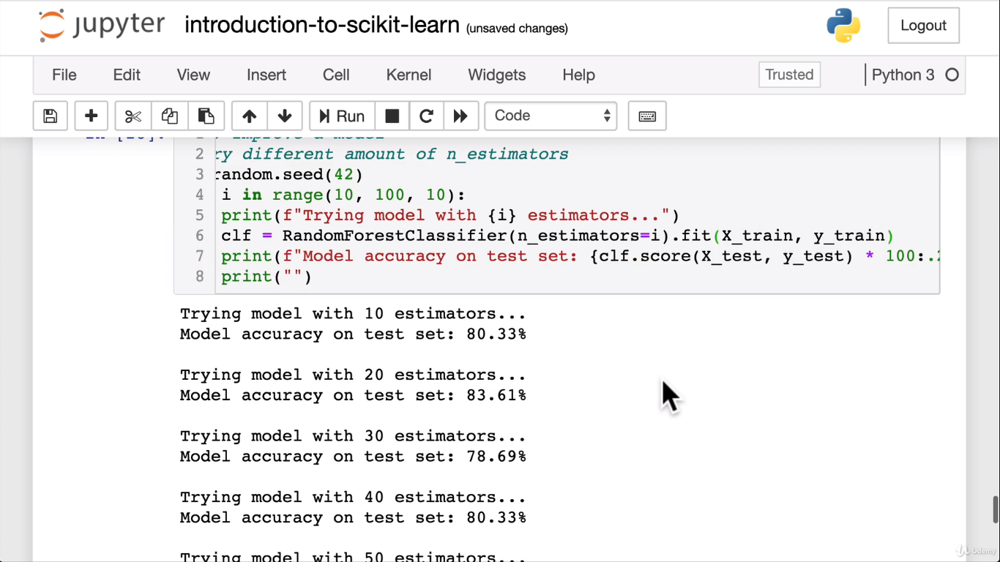 jupyter introduction-to-scikit-learn (unsaved changes) Logout
File Edit View Insert Cell Kernel Widgets Help Trusted Python 3
Run Code
1 improve a model
2 ry different amount of n_estimators
3 random.seed(42)
4 i in range(10, 100, 10):
5 print(f"Trying model with {i} estimators...")
6 clf = RandomForestClassifier(n_estimators=i).fit(X_train, y_train)
7 print(f"Model accuracy on test set: {clf.score(X_test, y_test) * 100:.2
8 print("")
Trying model with 10 estimators...
Model accuracy on test set: 80.33%
Trying model with 20 estimators...
Model accuracy on test set: 83.61%
Trying model with 30 estimators...
Model accuracy on test set: 78.69%
Trying model with 40 estimators...
Model accuracy on test set: 80.33%
Trying model with 50 estimators...
Udemy